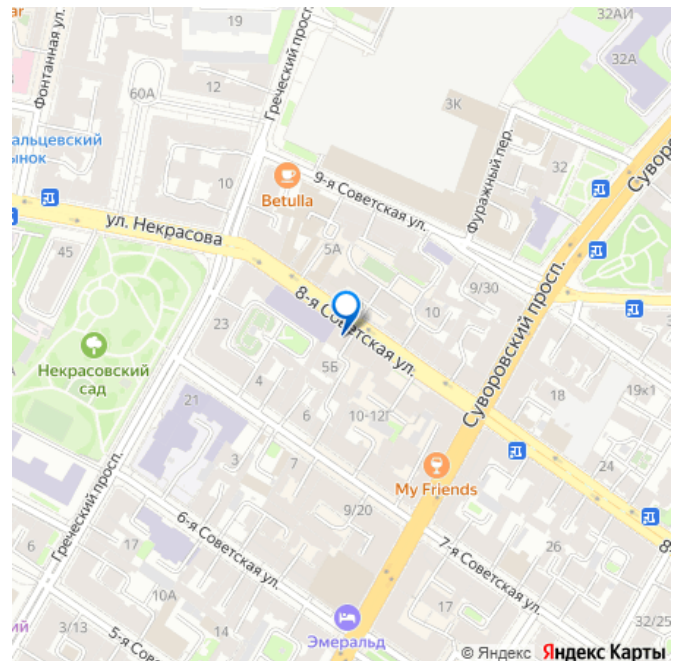 ar
19
32АИ
Фонтанная ул.
60А
12
Греческий просп.
32А
3К
альцевский
ынок
Betulla
10
9-я Советская ул.
Фуражный пер.
32
Суворо
ул. Некрасова
45
5А
9/30
8-я Советская ул.
10
Суворовский просп.
23
Некрасовский
сад
5Б
4
19к1
21
6
10-12Г
18
My Friends
24
3
7
9/20
Греческий просп.
6-я Советская ул.
7-я Советская ул.
8-
6
17
26
10А
Эмеральд
17
32/25
ий
3/13
5-я Сов
14
© Яндекс Яндекс Карты